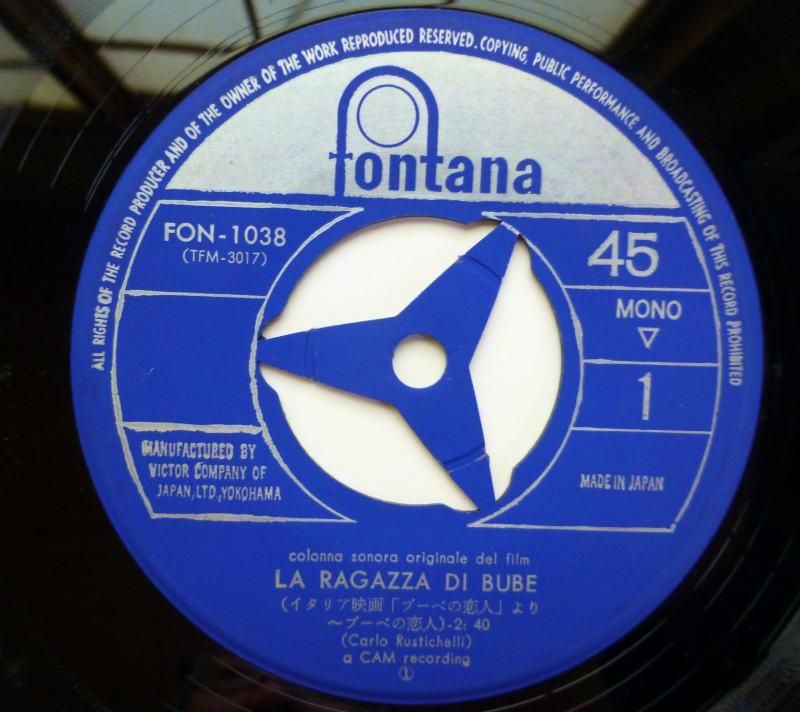 ALL RIGHTS OF THE RECORD PRODUCER AND OF THE OWNER OF THE WORK REPRODUCED RESERVED. COPYING, PUBLIC PERFORMANCE AND BROADCASTING OF THIS RECORD PROHIBITED
fontana
FON-1038
(TFM-3017)
45
MONO
▽
1
MANUFACTURED BY
VICTOR COMPANY OF
JAPAN, LTD., YOKOHAMA
MADE IN JAPAN
colonna sonora originale del film
LA RAGAZZA DI BUBE
(イタリア映画「ブーベの恋人」より
〜ブーベの恋人)-2:40
(Carlo Rustichelli)
a CAM recording
①